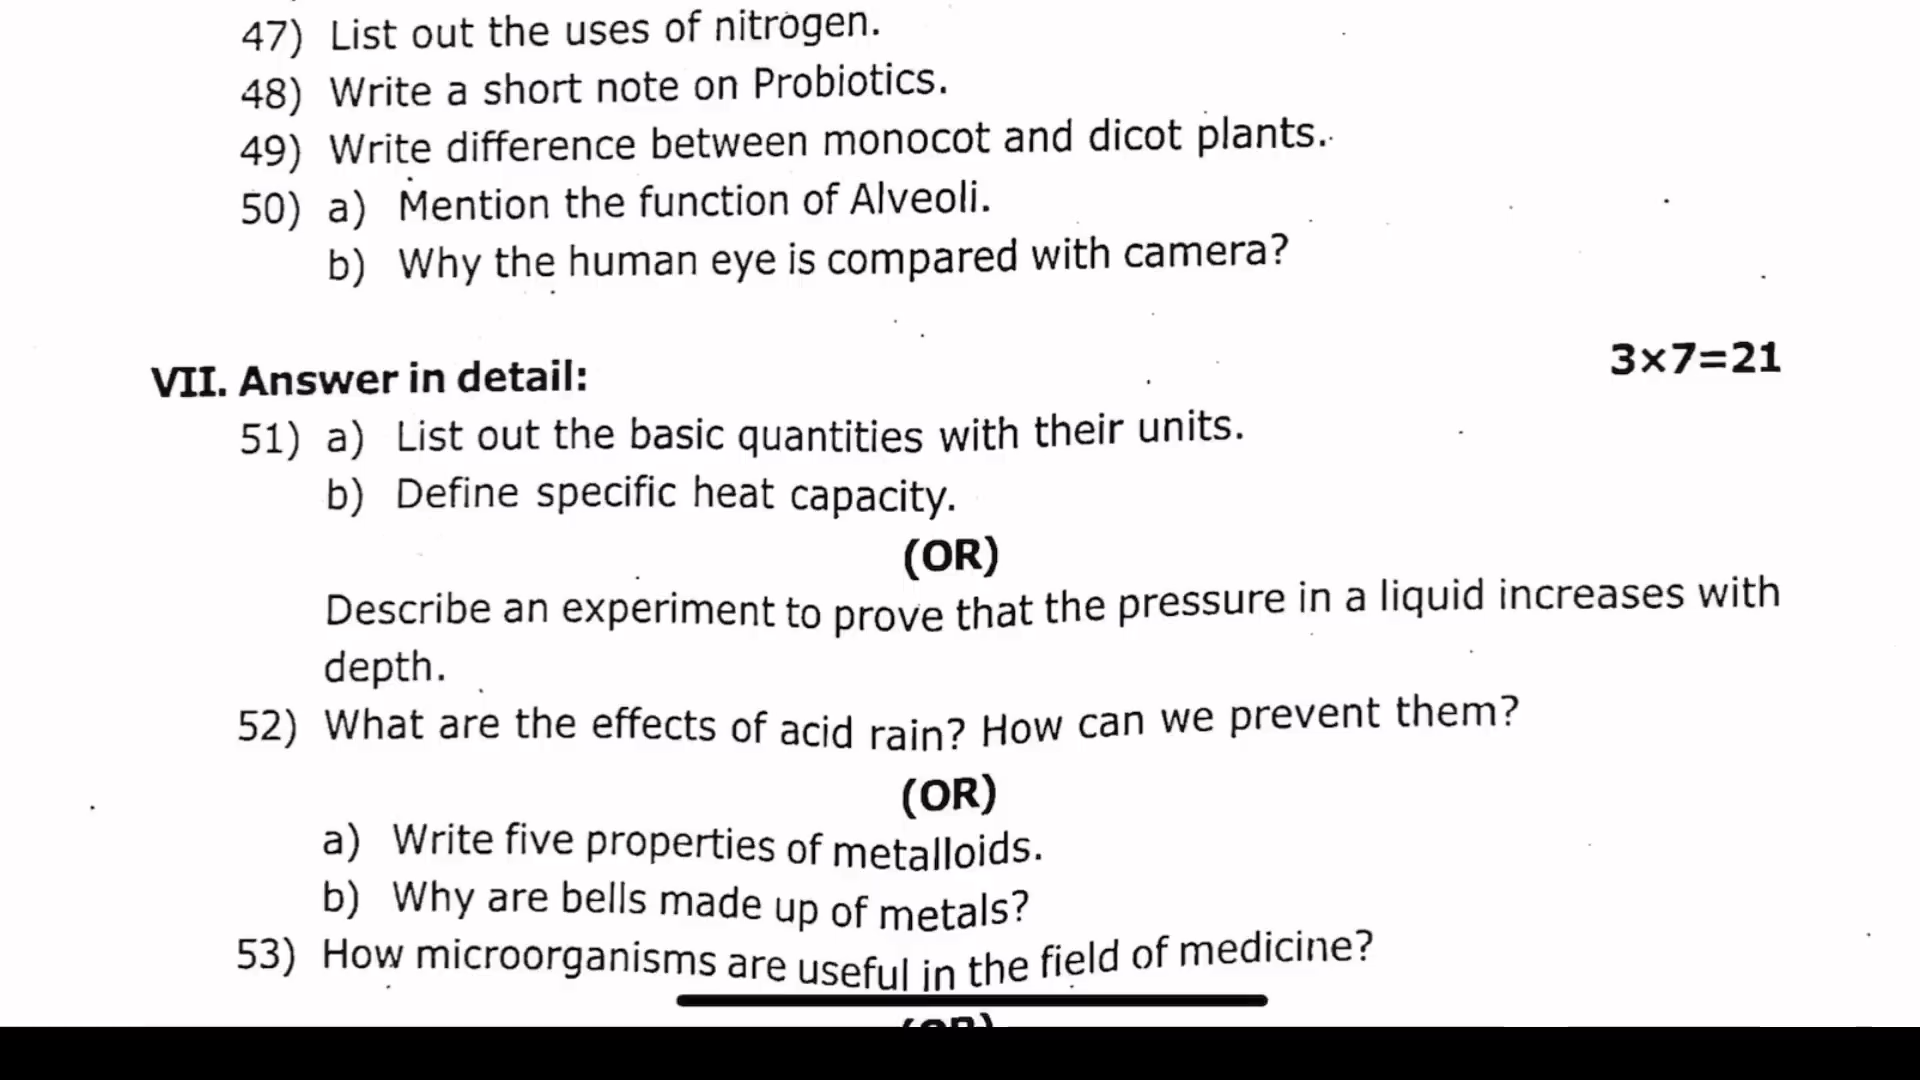 47) List out the uses of nitrogen.
48) Write a short note on Probiotics.
49) Write difference between monocot and dicot plants.
50) a) Mention the function of Alveoli.
b) Why the human eye is compared with camera?
VII. Answer in detail: 3×7=21
51) a) List out the basic quantities with their units.
b) Define specific heat capacity.
(OR)
Describe an experiment to prove that the pressure in a liquid increases with
depth.
52) What are the effects of acid rain? How can we prevent them?
(OR)
a) Write five properties of metalloids.
b) Why are bells made up of metals?
53) How microorganisms are useful in the field of medicine?
(OR)